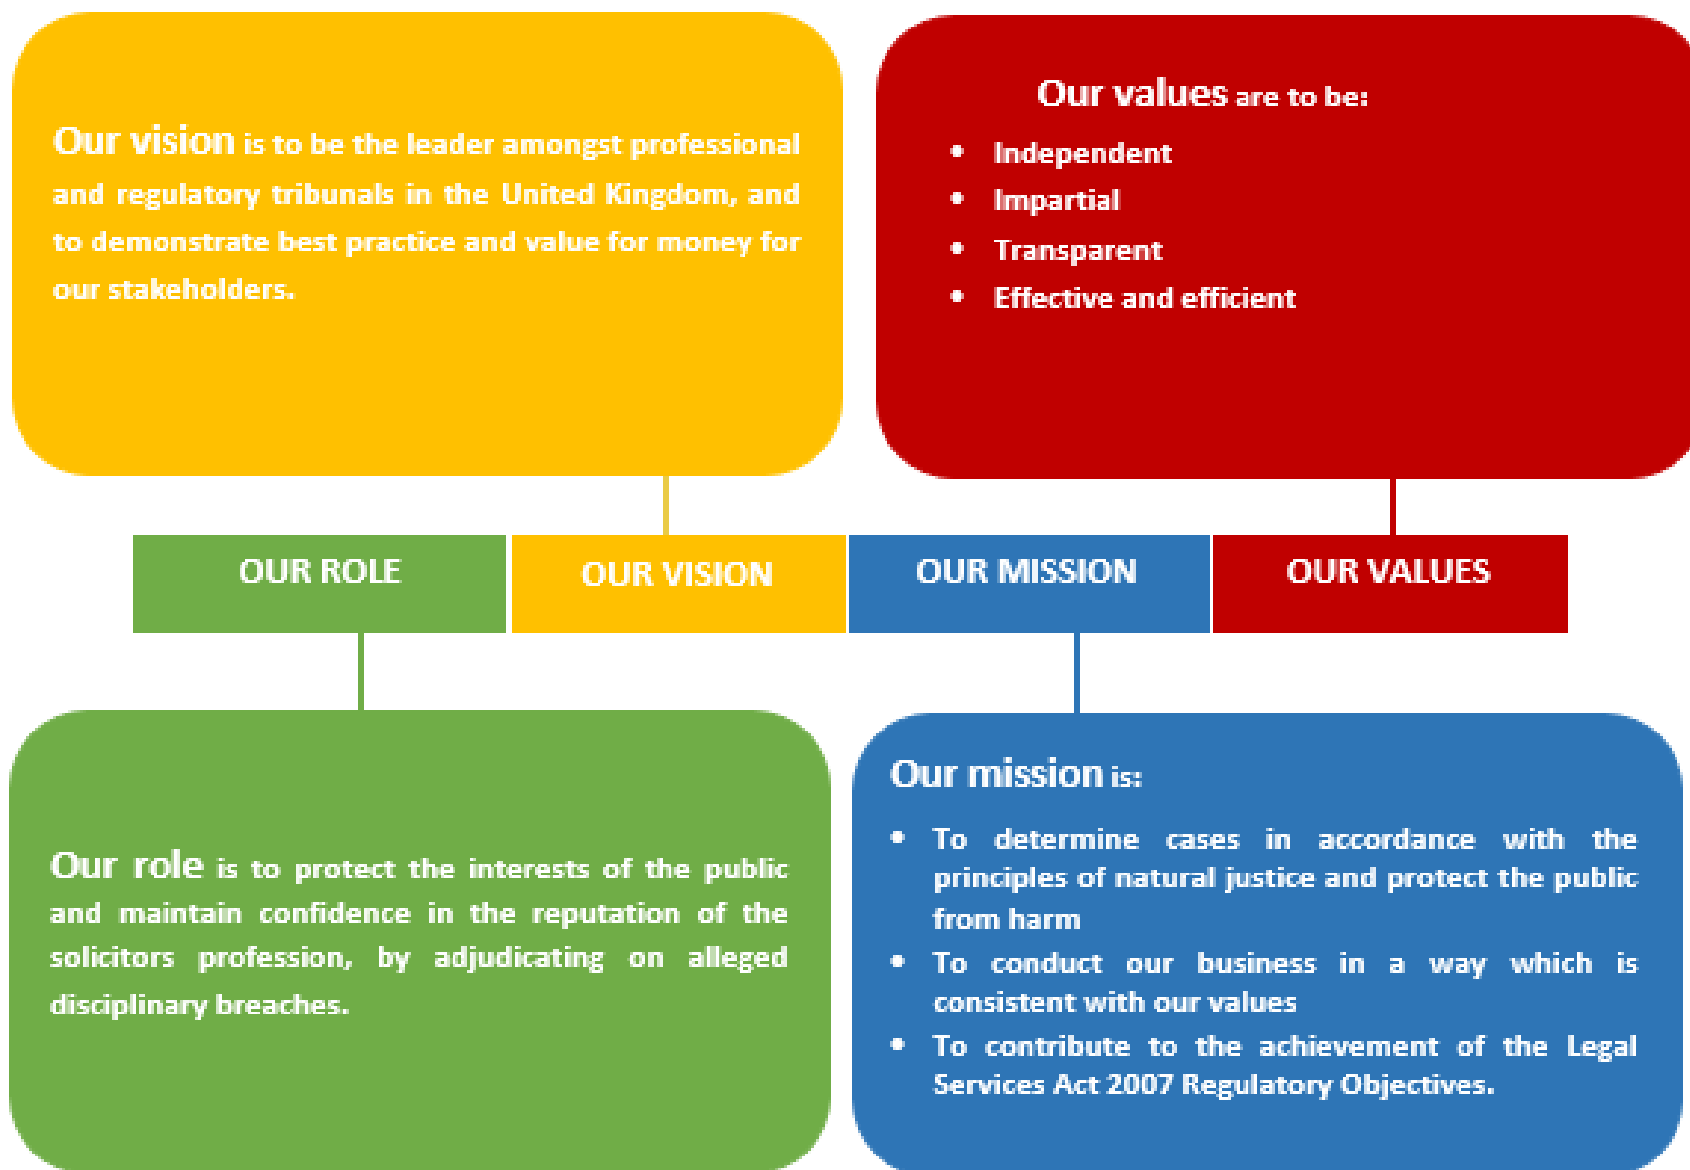 Our vision is to be the leader amongst professional
and regulatory tribunals in the United Kingdom, and
to demonstrate best practice and value for money for
our stakeholders.
Our values are to be:
• Independent
• Impartial
• Transparent
• Effective and efficient
OUR ROLE
OUR VISION
OUR MISSION
OUR VALUES
Our role is to protect the interests of the public
and maintain confidence in the reputation of the
solicitors profession, by adjudicating on alleged
disciplinary breaches.
Our mission is:
• To determine cases in accordance with the
principles of natural justice and protect the public
from harm
• To conduct our business in a way which is
consistent with our values
• To contribute to the achievement of the Legal
Services Act 2007 Regulatory Objectives.